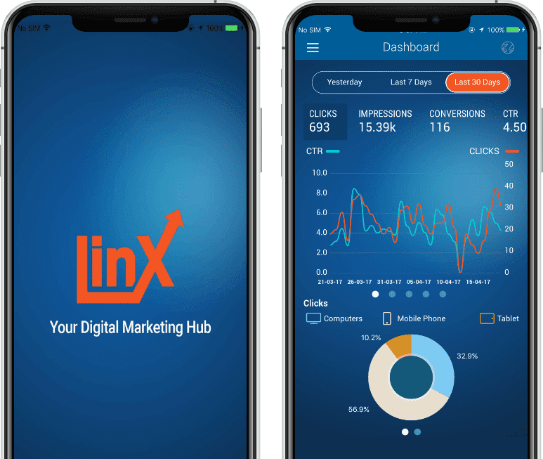 No SIM
100%
LinX
Your Digital Marketing Hub
No SIM
100%
Dashboard
Yesterday
Last 7 Days
Last 30 Days
CLICKS IMPRESSIONS CONVERSIONS CTR
693 15.39k 116 4.50
CTR CLICKS
50
10.0 40
8.0
6.0 30
4.0 20
2.0 10
0.0 0
21-03-17 26-03-17 31-03-17 05-04-17 10-04-17 15-04-17
Clicks
Computers Mobile Phone Tablet
10.2%
32.9%
56.9%